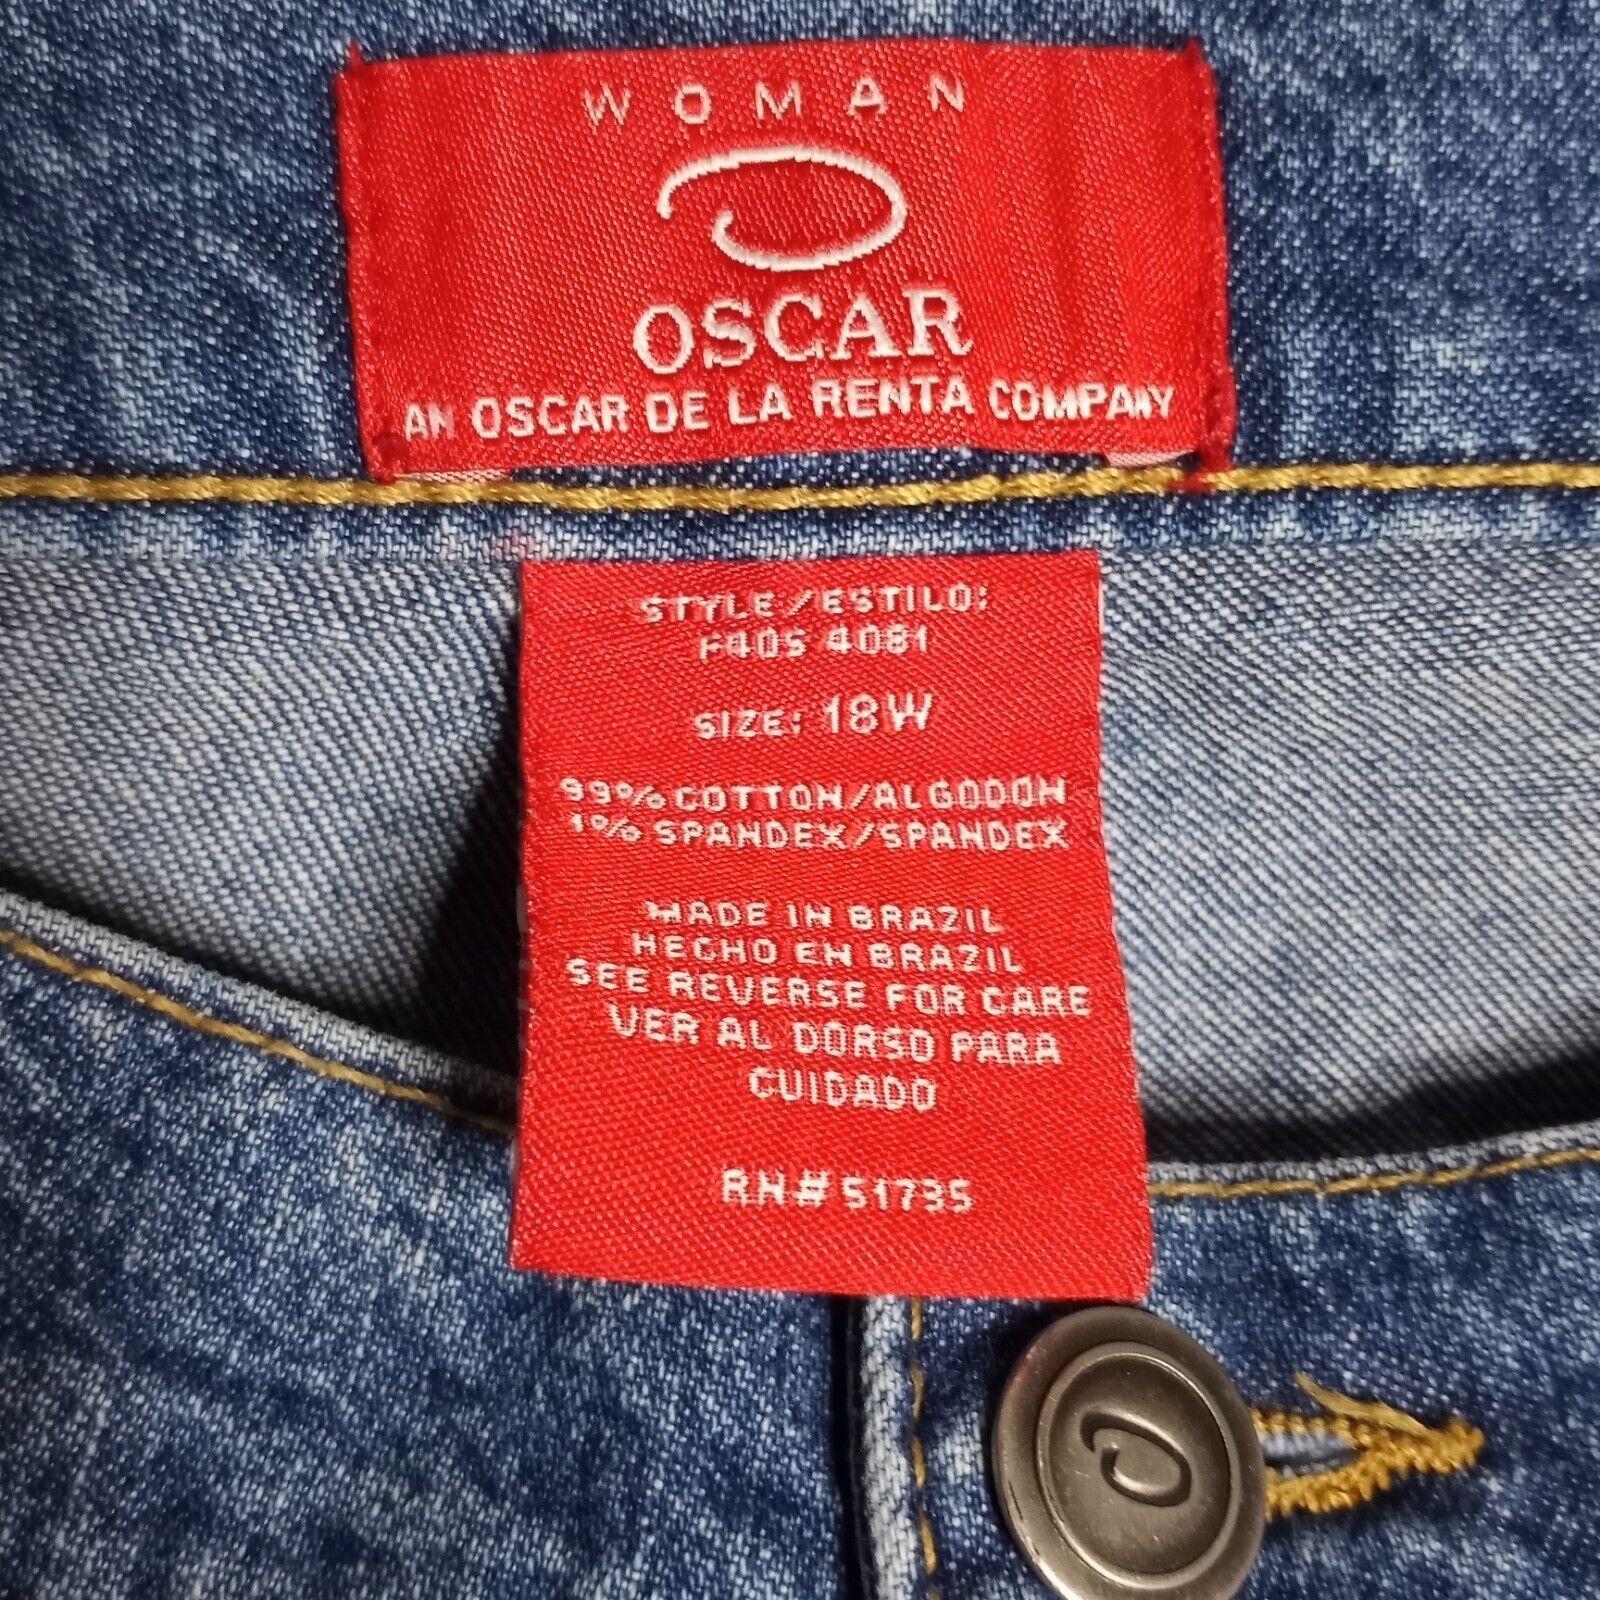 WOMAN
OSCAR
AN OSCAR DE LA RENTA COMPANY
STYLE/ESTILO:
F40S 4081
SIZE: 18W
99% COTTON/ALGODON
1% SPANDEX/SPANDEX
MADE IN BRAZIL
HECHO EN BRAZIL
SEE REVERSE FOR CARE
VER AL DORSO PARA
CUIDADO
RN# 51735